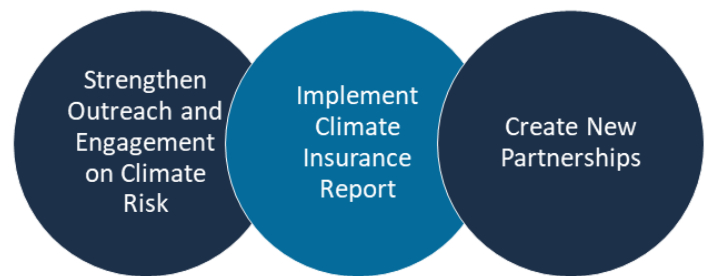 Strengthen
Outreach and
Engagement
on Climate
Risk
Implement
Climate
Insurance
Report
Create New
Partnerships